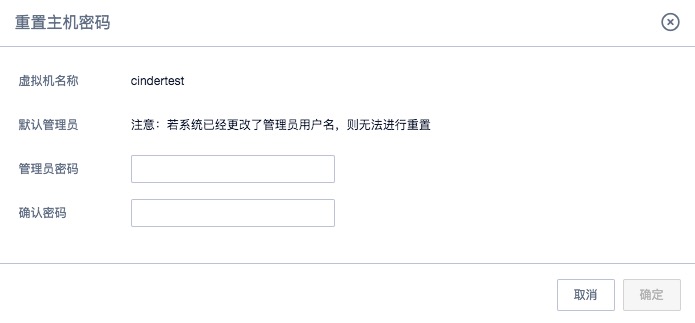 重置主机密码
虚拟机名称 cindertest
默认管理员 注意：若系统已经更改了管理员用户名，则无法进行重置
管理员密码
确认密码
取消 确定